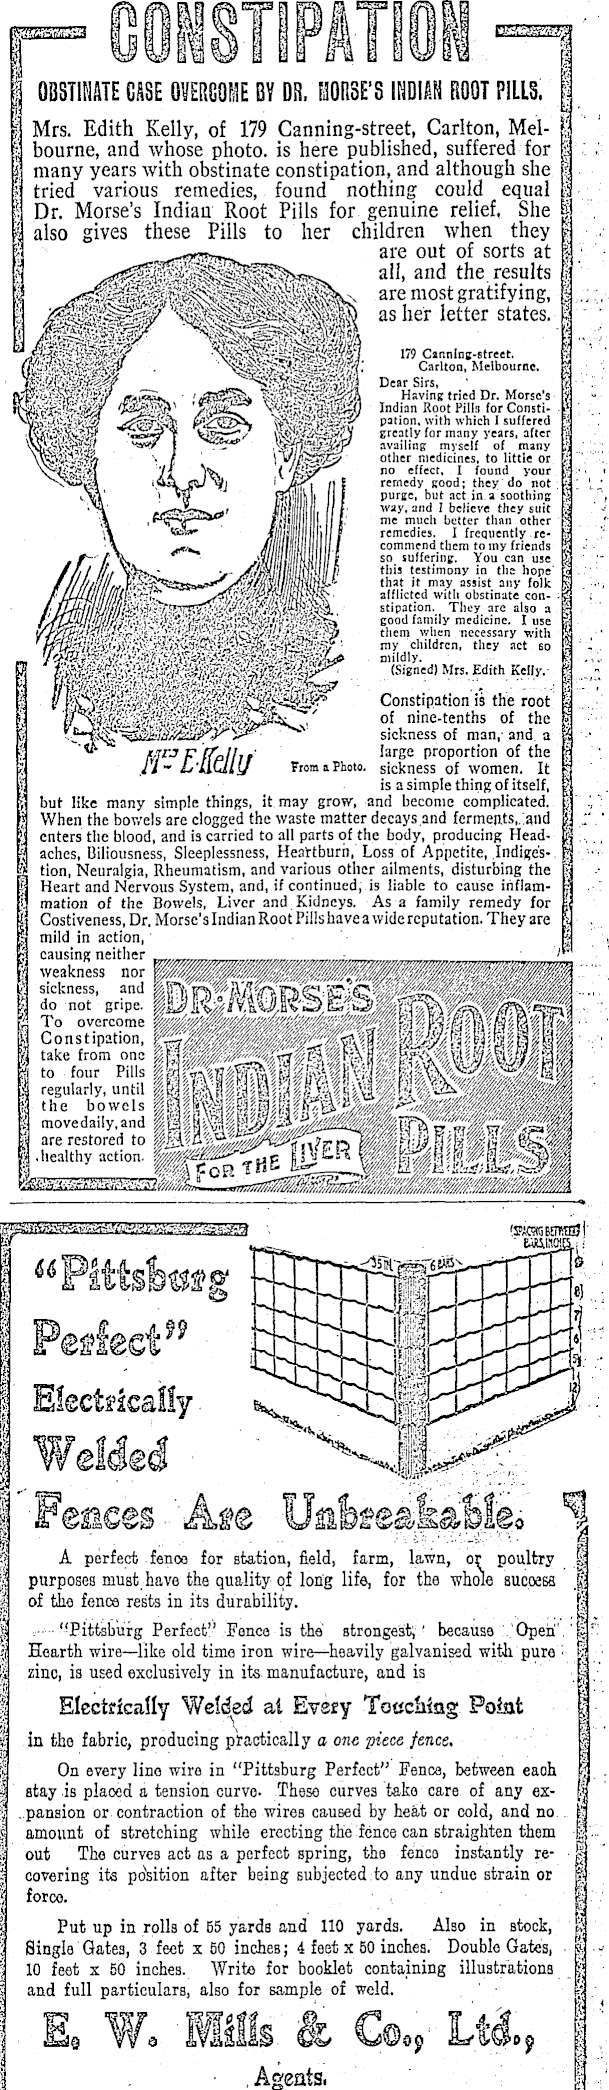 CONSTIPATION
OBSTINATE CASE OVERCOME BY DR. MORSE'S INDIAN ROOT PILLS.
Mrs. Edith Kelly, of 179 Canning-street, Carlton, Mel-
bourne, and whose photo. is here published, suffered for
many years with obstinate constipation, and although she
tried various remedies, found nothing could equal
Dr. Morse's Indian Root Pills for genuine relief. She
also gives these Pills to her children when they
are out of sorts at
all, and the results
are most gratifying,
as her letter states.
179 Canning-street.
Carlton, Melbourne.
Dear Sirs,
Having tried Dr. Morse's
Indian Root Pills for Consti-
pation, with which I suffered
greatly for many years, after
availing myself of many
other medicines, to little or
no effect, I found your
remedy good; they do not
purge, but act in a soothing
way, and I believe they suit
me much better than other
remedies. I frequently re-
commend them to my friends
so suffering. You can use
this testimony in the hope
that it may assist any folk
afflicted with obstinate con-
stipation. They are also a
good family medicine. I use
them when necessary with
my children, they act so
mildly.
(Signed) Mrs. Edith Kelly.
Mrs E. Kelly
From a Photo.
Constipation is the root
of nine-tenths of the
sickness of man, and a
large proportion of the
sickness of women. It
is a simple thing of itself,
but like many simple things, it may grow, and become complicated.
When the bowels are clogged the waste matter decays and ferments, and
enters the blood, and is carried to all parts of the body, producing Head-
aches, Biliousness, Sleeplessness, Heartburn, Loss of Appetite, Indiges-
tion, Neuralgia, Rheumatism, and various other ailments, disturbing the
Heart and Nervous System, and, if continued, is liable to cause inflam-
mation of the Bowels, Liver and Kidneys. As a family remedy for
Costiveness, Dr. Morse's Indian Root Pills have a wide reputation. They are
mild in action,
causing neither
weakness nor
sickness, and
do not gripe.
To overcome
Constipation,
take from one
to four Pills
regularly, until
the bowels
move daily, and
are restored to
healthy action.
DR. MORSE'S
INDIAN ROOT
PILLS
FOR THE LIVER
SPACING BETWEEN
BARS, INCHES
35 IN. 6 BARS
9
8
7
6
5
12
"Pittsburg
Perfect"
Electrically
Welded
Fences Are Unbreakable.
A perfect fence for station, field, farm, lawn, or poultry
purposes must have the quality of long life, for the whole success
of the fence rests in its durability.
"Pittsburg Perfect" Fence is the strongest, because Open
Hearth wire—like old time iron wire—heavily galvanised with pure
zinc, is used exclusively in its manufacture, and is
Electrically Welded at Every Touching Point
in the fabric, producing practically a one piece fence.
On every line wire in "Pittsburg Perfect" Fence, between each
stay is placed a tension curve. These curves take care of any ex-
pansion or contraction of the wires caused by heat or cold, and no
amount of stretching while erecting the fence can straighten them
out The curves act as a perfect spring, the fence instantly re-
covering its position after being subjected to any undue strain or
force.
Put up in rolls of 55 yards and 110 yards. Also in stock,
Single Gates, 3 feet x 50 inches; 4 feet x 50 inches. Double Gates,
10 feet x 50 inches. Write for booklet containing illustrations
and full particulars, also for sample of weld.
E. W. Mills & Co., Ltd.,
Agents.